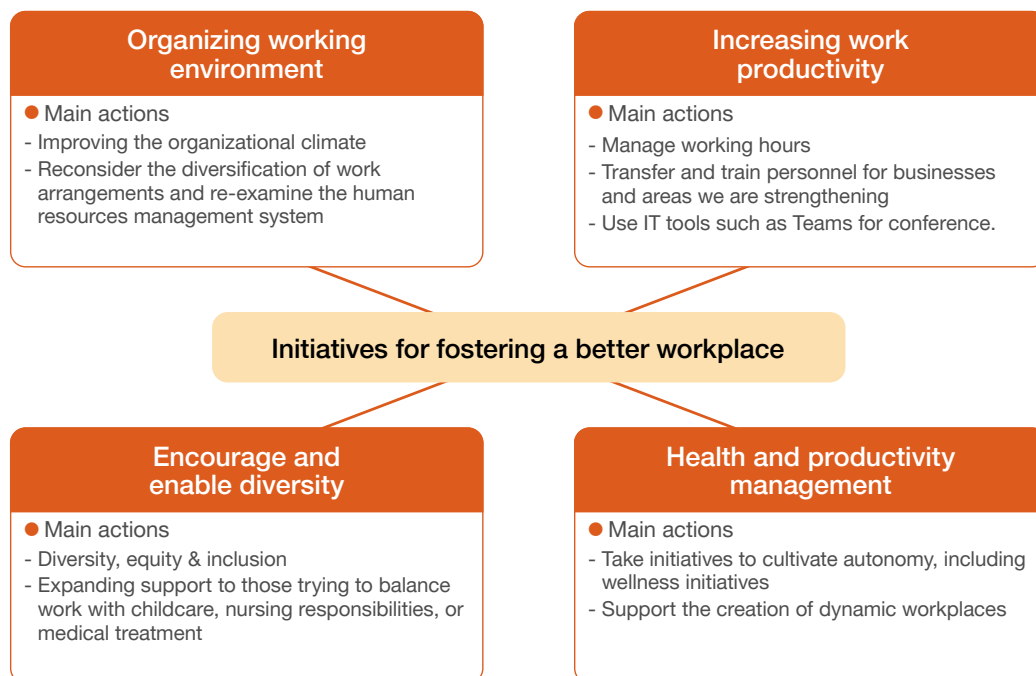 Organizing working
environment
● Main actions
- Improving the organizational climate
- Reconsider the diversification of work
arrangements and re-examine the human
resources management system
Increasing work
productivity
● Main actions
- Manage working hours
- Transfer and train personnel for businesses
and areas we are strengthening
- Use IT tools such as Teams for conference.
Initiatives for fostering a better workplace
Encourage and
enable diversity
● Main actions
- Diversity, equity & inclusion
- Expanding support to those trying to balance
work with childcare, nursing responsibilities, or
medical treatment
Health and productivity
management
● Main actions
- Take initiatives to cultivate autonomy, including
wellness initiatives
- Support the creation of dynamic workplaces